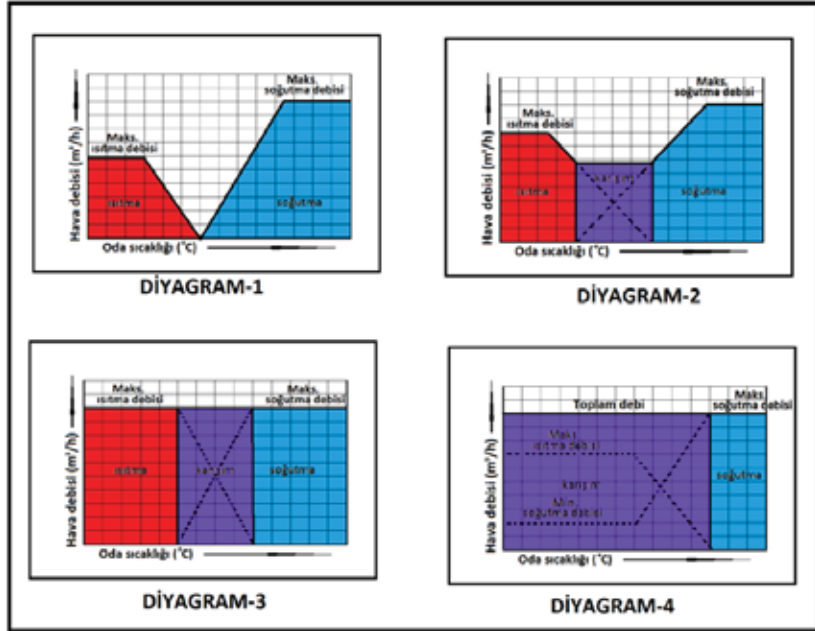 Maks.
soğutma debisi
Maks.
ısıtma debisi
ısıtma
soğutma
Hava debisi (m³/h)
Oda sıcaklığı (°C)
DİYAGRAM-1
Maks.
soğutma debisi
Maks.
ısıtma debisi
karışım
ısıtma
soğutma
Hava debisi (m³/h)
Oda sıcaklığı (°C)
DİYAGRAM-2
Maks.
ısıtma debisi
Maks.
soğutma debisi
ısıtma
karışım
soğutma
Hava debisi (m³/h)
Oda sıcaklığı (°C)
DİYAGRAM-3
Toplam debi
Maks.
soğutma debisi
Maks.
ısıtma debisi
karışım
soğutma
Min.
soğutma debisi
Hava debisi (m³/h)
Oda sıcaklığı (°C)
DİYAGRAM-4